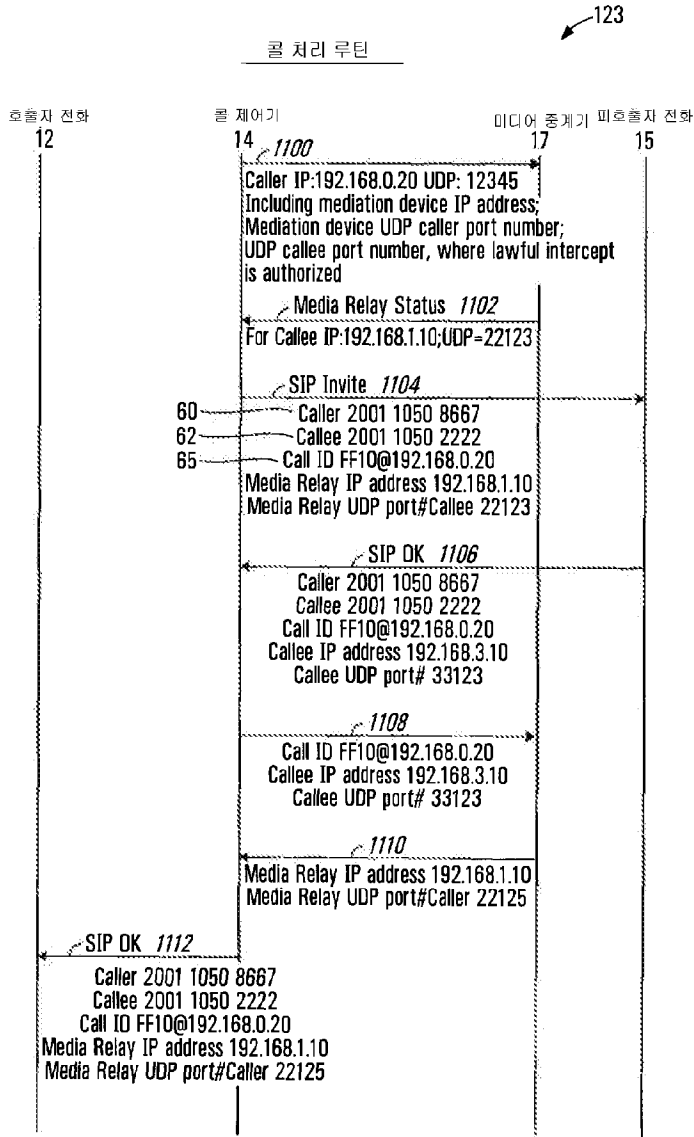 123
콜 처리 루틴
호출자 전화
12
콜 제어기
14
미디어 중계기
17
피호출자 전화
15
1100
Caller IP:192.168.0.20 UDP: 12345
Including mediation device IP address;
Mediation device UDP caller port number;
UDP callee port number, where lawful intercept
is authorized
Media Relay Status 1102
For Callee IP:192.168.1.10;UDP=22123
SIP Invite 1104
60 Caller 2001 1050 8667
62 Callee 2001 1050 2222
65 Call ID FF10@192.168.0.20
Media Relay IP address 192.168.1.10
Media Relay UDP port#Callee 22123
SIP OK 1106
Caller 2001 1050 8667
Callee 2001 1050 2222
Call ID FF10@192.168.0.20
Callee IP address 192.168.3.10
Callee UDP port# 33123
1108
Call ID FF10@192.168.0.20
Callee IP address 192.168.3.10
Callee UDP port# 33123
1110
Media Relay IP address 192.168.1.10
Media Relay UDP port#Caller 22125
SIP OK 1112
Caller 2001 1050 8667
Callee 2001 1050 2222
Call ID FF10@192.168.0.20
Media Relay IP address 192.168.1.10
Media Relay UDP port#Caller 22125